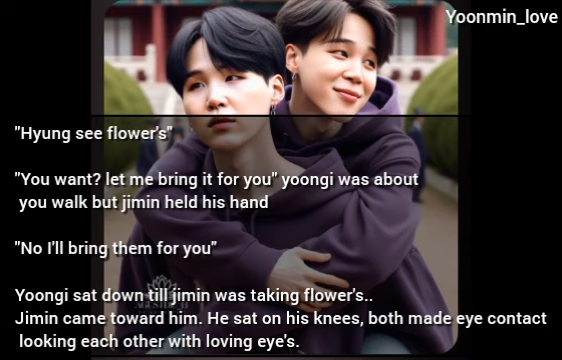 Yoonmin_love
"Hyung see flower's"
"You want? let me bring it for you" yoongi was about
you walk but jimin held his hand
"No I'll bring them for you"
Yoongi sat down till jimin was taking flower's..
Jimin came toward him. He sat on his knees, both made eye contact
looking each other with loving eye's.